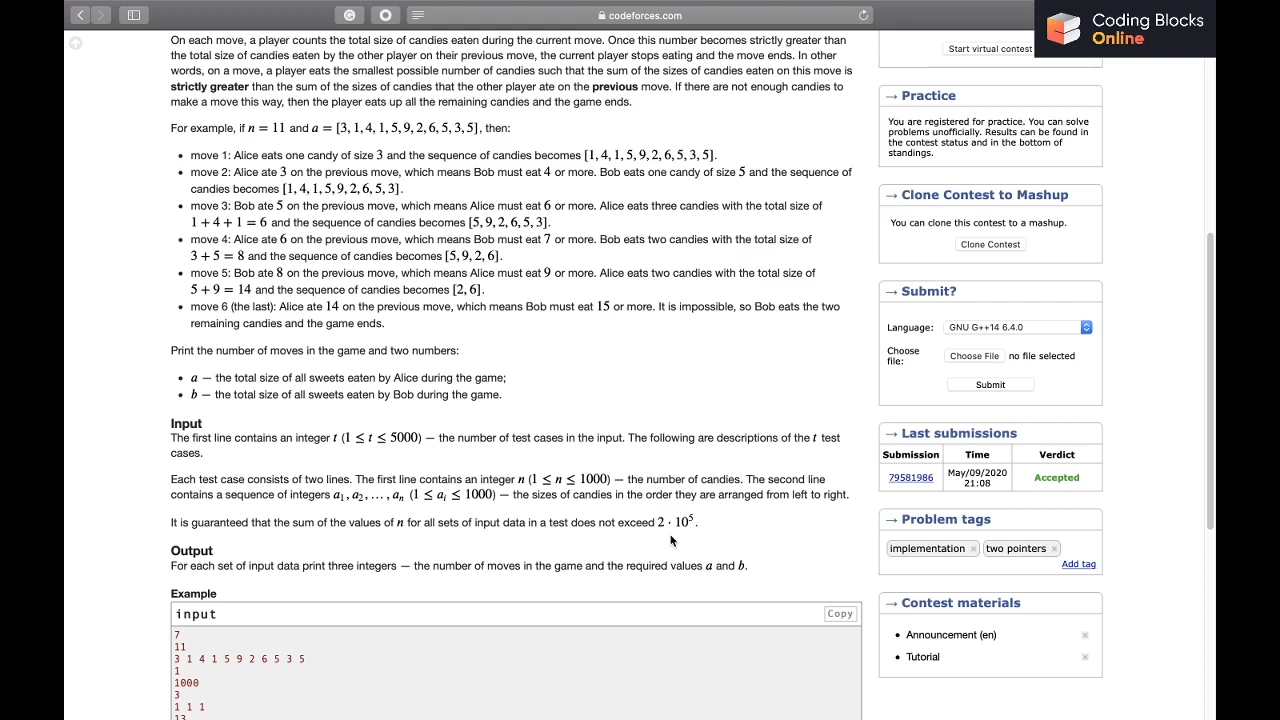 codeforces.com
Coding Blocks
Online
On each move, a player counts the total size of candies eaten during the current move. Once this number becomes strictly greater than
the total size of candies eaten by the other player on their previous move, the current player stops eating and the move ends. In other
words, on a move, a player eats the smallest possible number of candies such that the sum of the sizes of candies eaten on this move is
strictly greater than the sum of the sizes of candies that the other player ate on the previous move. If there are not enough candies to
make a move this way, then the player eats up all the remaining candies and the game ends.
For example, if n = 11 and a = [3, 1, 4, 1, 5, 9, 2, 6, 5, 3, 5], then:
• move 1: Alice eats one candy of size 3 and the sequence of candies becomes [1, 4, 1, 5, 9, 2, 6, 5, 3, 5].
• move 2: Alice ate 3 on the previous move, which means Bob must eat 4 or more. Bob eats one candy of size 5 and the sequence of
candies becomes [1, 4, 1, 5, 9, 2, 6, 5, 3].
• move 3: Bob ate 5 on the previous move, which means Alice must eat 6 or more. Alice eats three candies with the total size of
1 + 4 + 1 = 6 and the sequence of candies becomes [5, 9, 2, 6, 5, 3].
• move 4: Alice ate 6 on the previous move, which means Bob must eat 7 or more. Bob eats two candies with the total size of
3 + 5 = 8 and the sequence of candies becomes [5, 9, 2, 6].
• move 5: Bob ate 8 on the previous move, which means Alice must eat 9 or more. Alice eats two candies with the total size of
5 + 9 = 14 and the sequence of candies becomes [2, 6].
• move 6 (the last): Alice ate 14 on the previous move, which means Bob must eat 15 or more. It is impossible, so Bob eats the two
remaining candies and the game ends.
Print the number of moves in the game and two numbers:
• a — the total size of all sweets eaten by Alice during the game;
• b — the total size of all sweets eaten by Bob during the game.
Input
The first line contains an integer t (1 ≤ t ≤ 5000) — the number of test cases in the input. The following are descriptions of the t test
cases.
Each test case consists of two lines. The first line contains an integer n (1 ≤ n ≤ 1000) — the number of candies. The second line
contains a sequence of integers a₁, a₂, … , aₙ (1 ≤ aᵢ ≤ 1000) — the sizes of candies in the order they are arranged from left to right.
It is guaranteed that the sum of the values of n for all sets of input data in a test does not exceed 2 · 10⁵.
Output
For each set of input data print three integers — the number of moves in the game and the required values a and b.
Example
input
Copy
7
11
3 1 4 1 5 9 2 6 5 3 5
1
1000
3
1 1 1
13
Start virtual contest
→ Practice
You are registered for practice. You can solve
problems unofficially. Results can be found in
the contest status and in the bottom of
standings.
→ Clone Contest to Mashup
You can clone this contest to a mashup.
Clone Contest
→ Submit?
Language: GNU G++14 6.4.0
Choose
file: Choose File no file selected
Submit
→ Last submissions
Submission Time Verdict
79581986 May/09/2020
21:08 Accepted
→ Problem tags
implementation × two pointers ×
Add tag
→ Contest materials
• Announcement (en) ×
• Tutorial ×